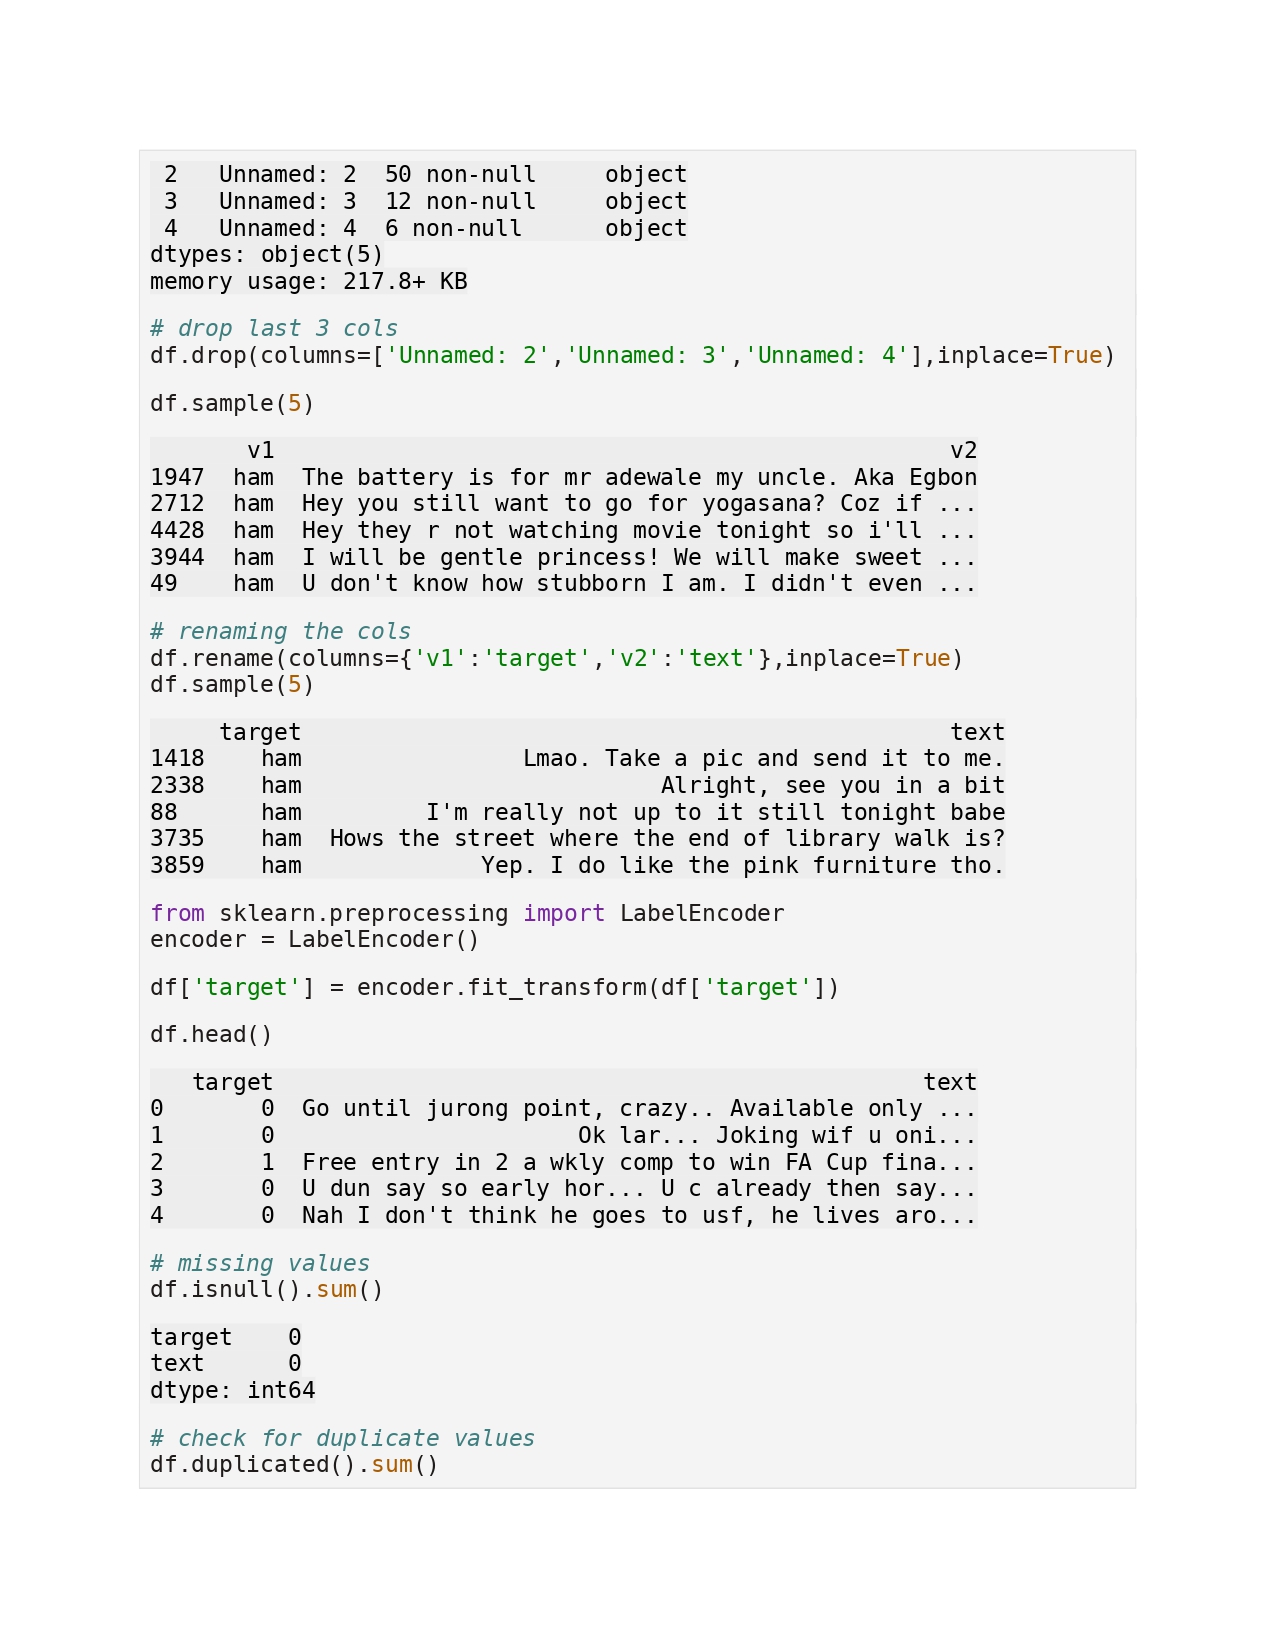 2   Unnamed: 2  50 non-null     object
 3   Unnamed: 3  12 non-null     object
 4   Unnamed: 4  6 non-null      object
dtypes: object(5)
memory usage: 217.8+ KB
# drop last 3 cols
df.drop(columns=['Unnamed: 2','Unnamed: 3','Unnamed: 4'],inplace=True)
df.sample(5)
       v1                                                 v2
1947  ham  The battery is for mr adewale my uncle. Aka Egbon
2712  ham  Hey you still want to go for yogasana? Coz if ...
4428  ham  Hey they r not watching movie tonight so i'll ...
3944  ham  I will be gentle princess! We will make sweet ...
49    ham  U don't know how stubborn I am. I didn't even ...
# renaming the cols
df.rename(columns={'v1':'target','v2':'text'},inplace=True)
df.sample(5)
     target                                               text
1418    ham                Lmao. Take a pic and send it to me.
2338    ham                          Alright, see you in a bit
88      ham         I'm really not up to it still tonight babe
3735    ham  Hows the street where the end of library walk is?
3859    ham             Yep. I do like the pink furniture tho.
from sklearn.preprocessing import LabelEncoder
encoder = LabelEncoder()
df['target'] = encoder.fit_transform(df['target'])
df.head()
   target                                               text
0       0  Go until jurong point, crazy.. Available only ...
1       0                      Ok lar... Joking wif u oni...
2       1  Free entry in 2 a wkly comp to win FA Cup fina...
3       0  U dun say so early hor... U c already then say...
4       0  Nah I don't think he goes to usf, he lives aro...
# missing values
df.isnull().sum()
target    0
text      0
dtype: int64
# check for duplicate values
df.duplicated().sum()